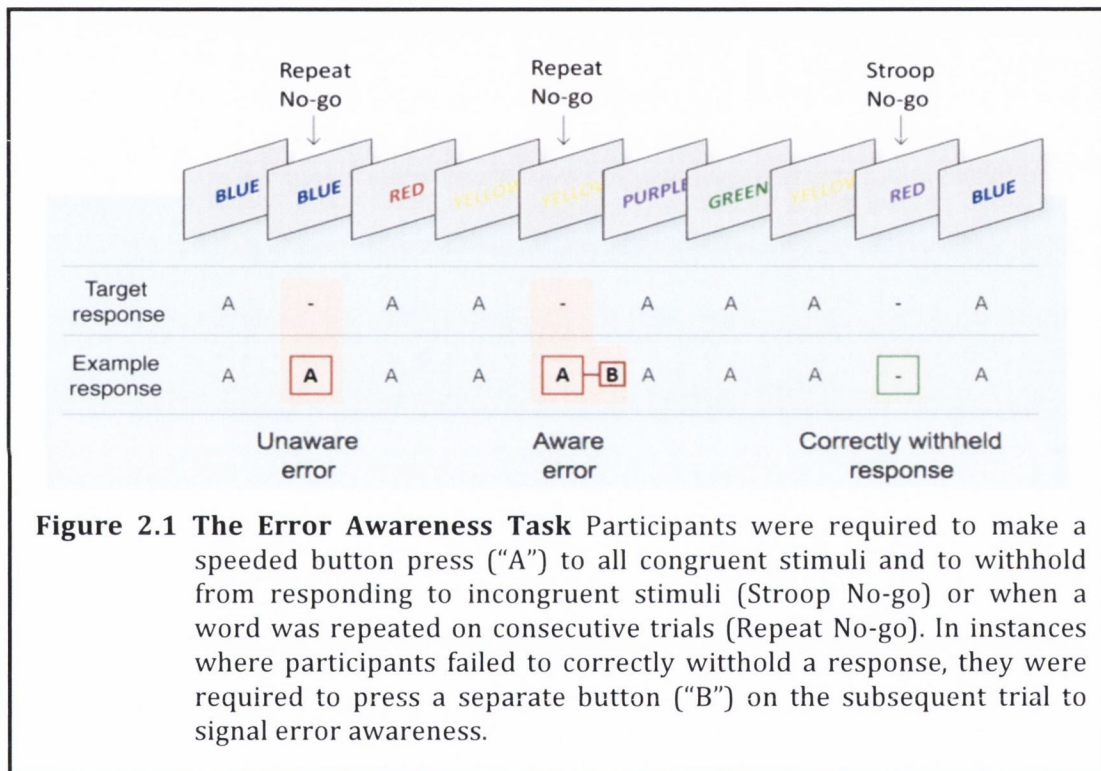 Repeat Repeat Stroop
No-go No-go No-go
BLUE BLUE RED YELLOW YELLOW PURPLE GREEN YELLOW RED BLUE
Target
response A - A A - A A A - A
Example
response A A A A A B A A A - A
Unaware Aware Correctly withheld
error error response
Figure 2.1 The Error Awareness Task Participants were required to make a
speeded button press (“A”) to all congruent stimuli and to withhold
from responding to incongruent stimuli (Stroop No-go) or when a
word was repeated on consecutive trials (Repeat No-go). In instances
where participants failed to correctly witthold a response, they were
required to press a separate button (“B”) on the subsequent trial to
signal error awareness.